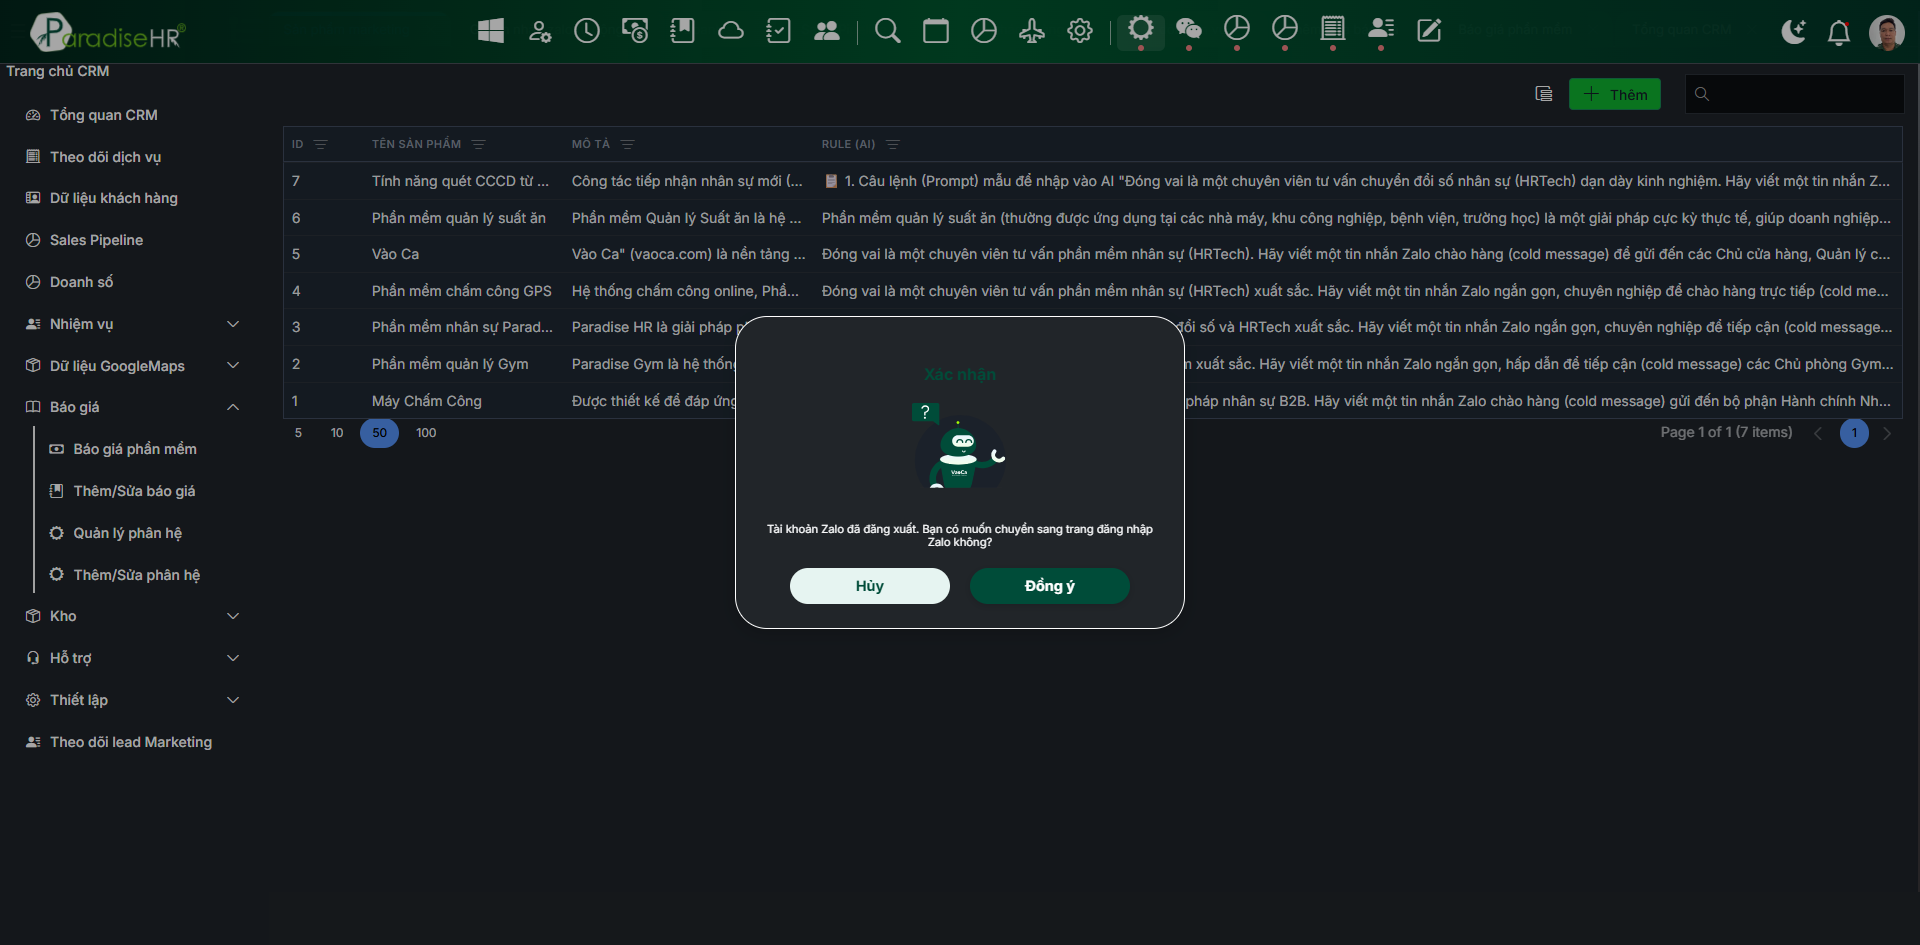 ParadiseHR®
Trang chủ CRM
Tổng quan CRM
Theo dõi dịch vụ
Dữ liệu khách hàng
Sales Pipeline
Doanh số
Nhiệm vụ
Dữ liệu GoogleMaps
Báo giá
Báo giá phần mềm
Thêm/Sửa báo giá
Quản lý phân hệ
Thêm/Sửa phân hệ
Kho
Hỗ trợ
Thiết lập
Theo dõi lead Marketing
Thêm
ID TÊN SẢN PHẨM MÔ TẢ RULE (AI)
7 Tính năng quét CCCD từ ... Công tác tiếp nhận nhân sự mới (... 1. Câu lệnh (Prompt) mẫu để nhập vào AI "Đóng vai là một chuyên viên tư vấn chuyển đổi số nhân sự (HRTech) dạn dày kinh nghiệm. Hãy viết một tin nhắn Z...
6 Phần mềm quản lý suất ăn Phần mềm Quản lý Suất ăn là hệ ... Phần mềm quản lý suất ăn (thường được ứng dụng tại các nhà máy, khu công nghiệp, bệnh viện, trường học) là một giải pháp cực kỳ thực tế, giúp doanh nghiệp...
5 Vào Ca Vào Ca" (vaoca.com) là nền tảng ... Đóng vai là một chuyên viên tư vấn phần mềm nhân sự (HRTech). Hãy viết một tin nhắn Zalo chào hàng (cold message) để gửi đến các Chủ cửa hàng, Quản lý c...
4 Phần mềm chấm công GPS Hệ thống chấm công online, Phầ... Đóng vai là một chuyên viên tư vấn phần mềm nhân sự (HRTech) xuất sắc. Hãy viết một tin nhắn Zalo ngắn gọn, chuyên nghiệp để chào hàng trực tiếp (cold me...
3 Phần mềm nhân sự Parad... Paradise HR là giải pháp đổi số và HRTech xuất sắc. Hãy viết một tin nhắn Zalo ngắn gọn, chuyên nghiệp để tiếp cận (cold message...
2 Phần mềm quản lý Gym Paradise Gym là hệ thống xuất sắc. Hãy viết một tin nhắn Zalo ngắn gọn, hấp dẫn để tiếp cận (cold message) các Chủ phòng Gym...
1 Máy Chấm Công Được thiết kế để đáp ứng pháp nhân sự B2B. Hãy viết một tin nhắn Zalo chào hàng (cold message) gửi đến bộ phận Hành chính Nh...
5 10 50 100 Page 1 of 1 (7 items) 1
Xác nhận
?
VaoCa
Tài khoản Zalo đã đăng xuất. Bạn có muốn chuyển sang trang đăng nhập
Zalo không?
Hủy Đồng ý